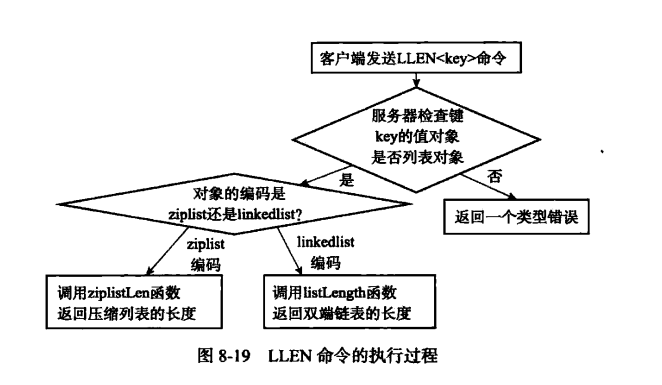 客户端发送LLEN<key>命令
服务器检查键
key的值对象
是否列表对象
是
否
对象的编码是
ziplist还是linkedlist?
返回一个类型错误
ziplist
编码
linkedlist
编码
调用ziplistLen函数
返回压缩列表的长度
调用listLength函数
返回双端链表的长度
图 8-19 LLEN 命令的执行过程